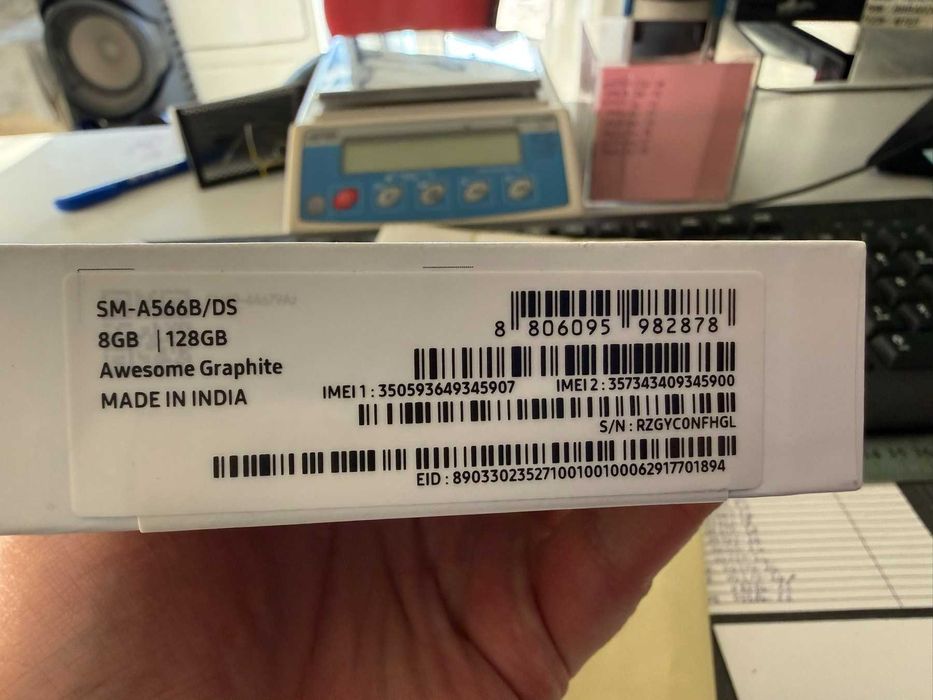 SM-A566B/DS
8GB | 128GB
Awesome Graphite
MADE IN INDIA
8 806095 982878
IMEI 1 : 350593649345907 IMEI 2 : 357343409345900
S/N : RZGYC0NFHGL
EID : 89033023527100100100062917701894